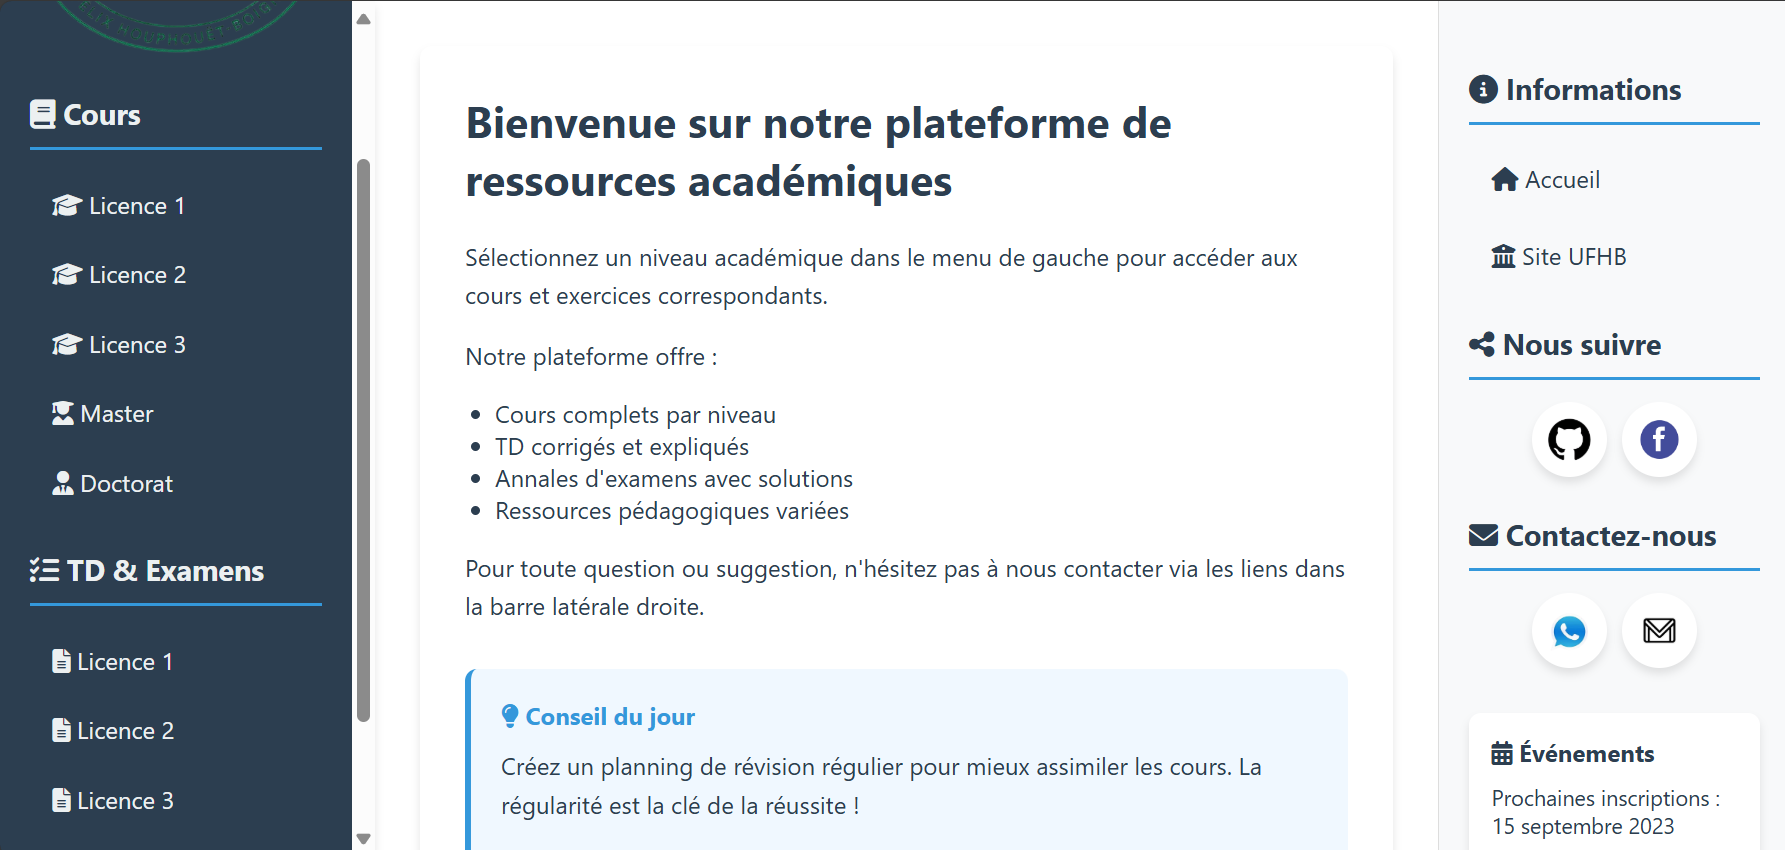 HOUPHOUËT-BOIG
Cours
Licence 1
Licence 2
Licence 3
Master
Doctorat
TD & Examens
Licence 1
Licence 2
Licence 3
Bienvenue sur notre plateforme de
ressources académiques
Sélectionnez un niveau académique dans le menu de gauche pour accéder aux
cours et exercices correspondants.
Notre plateforme offre :
Cours complets par niveau
TD corrigés et expliqués
Annales d'examens avec solutions
Ressources pédagogiques variées
Pour toute question ou suggestion, n'hésitez pas à nous contacter via les liens dans
la barre latérale droite.
Conseil du jour
Créez un planning de révision régulier pour mieux assimiler les cours. La
régularité est la clé de la réussite !
Informations
Accueil
Site UFHB
Nous suivre
Contactez-nous
Événements
Prochaines inscriptions :
15 septembre 2023